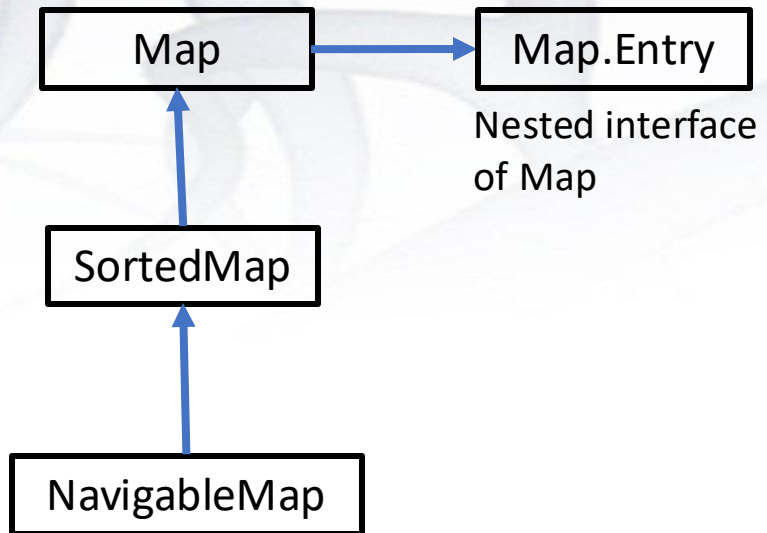 Map
Map.Entry
Nested interface
of Map
SortedMap
NavigableMap